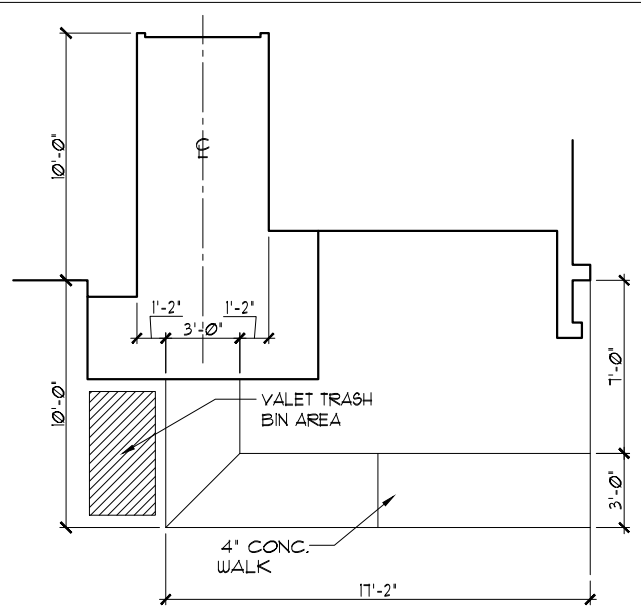 10'-0"
℄
1'-2"
1'-2"
3'-0"
7'-0"
10'-0"
VALET TRASH
BIN AREA
3'-0"
4" CONC.
WALK
17'-2"